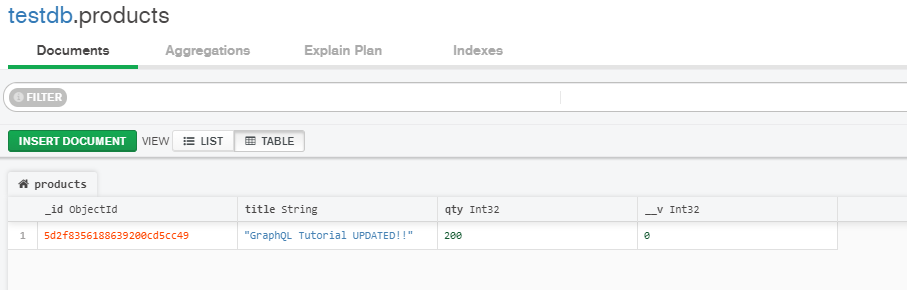 testdb.products
Documents Aggregations Explain Plan Indexes
FILTER
INSERT DOCUMENT VIEW LIST TABLE
products
_id ObjectId title String qty Int32 __v Int32
1 5d2f8356188639200cd5cc49 "GraphQL Tutorial UPDATED!!" 200 0